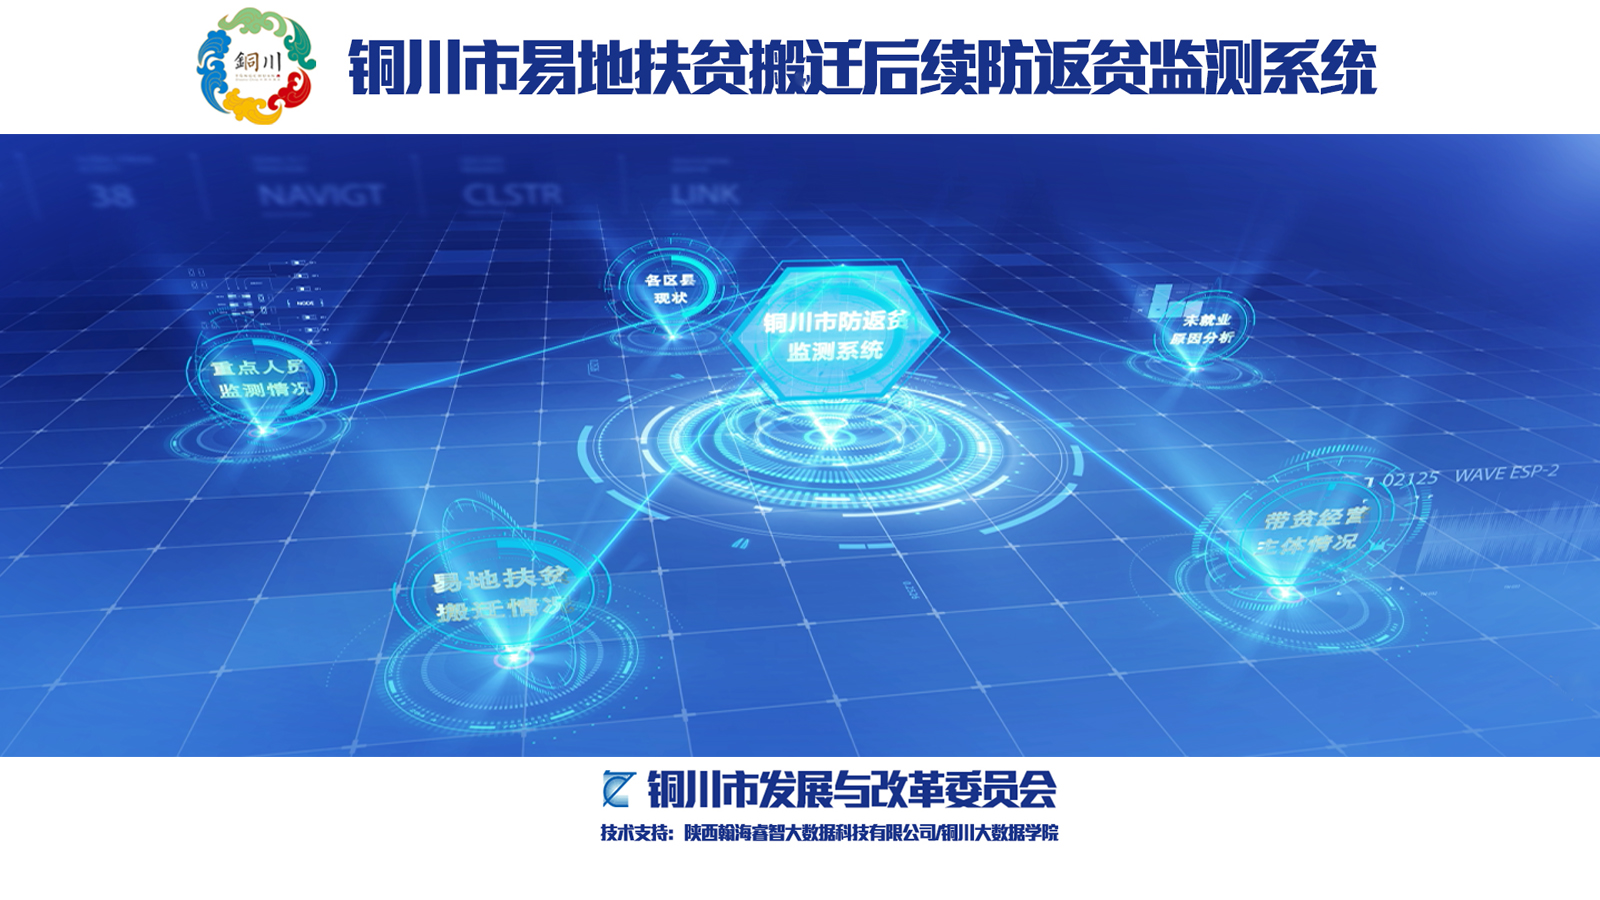 銅川
铜川市易地扶贫搬迁后续防返贫监测系统
38
NAVIGT
CLSTR
LINK
各区县
现状
铜川市防返贫
监测系统
未就业
原因分析
NODE
重点人员
监测情况
02125 WAVE ESP-2
带贫经营
主体情况
易地扶贫
搬迁情况
铜川市发展与改革委员会
技术支持：陕西翰海睿智大数据科技有限公司/铜川大数据学院